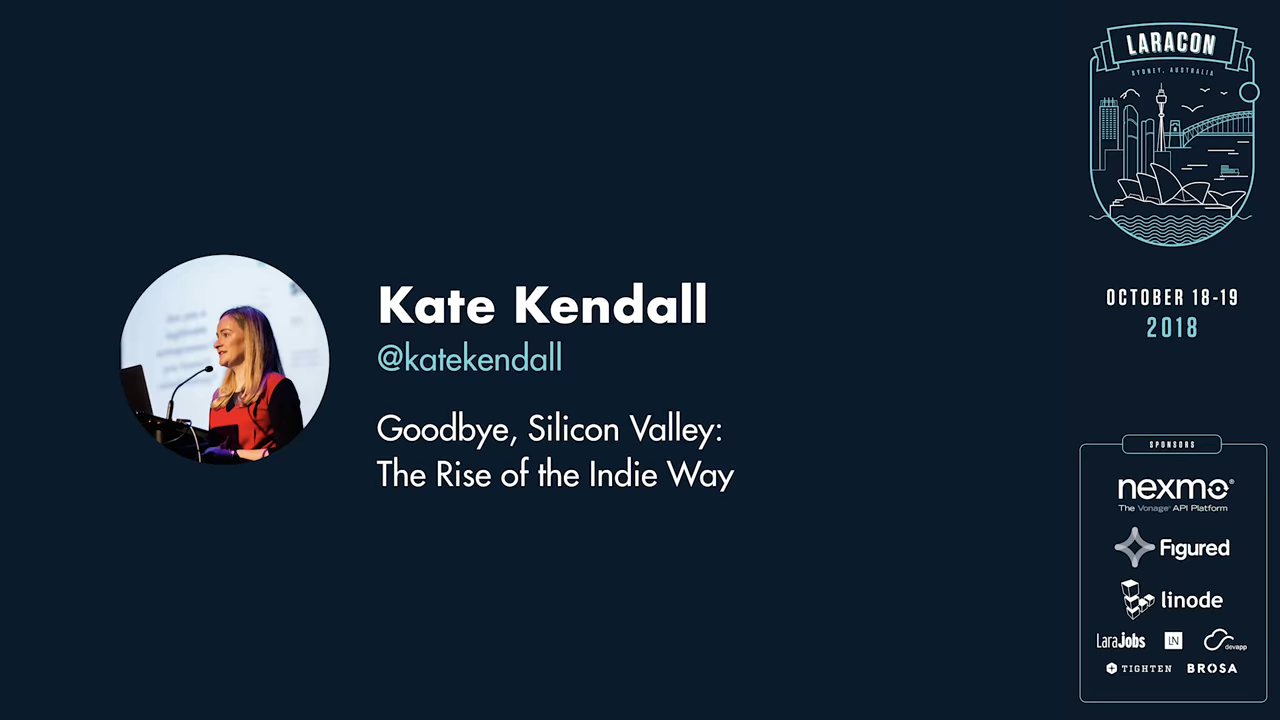 Kate Kendall
@katekendall
Goodbye, Silicon Valley:
The Rise of the Indie Way
LARACON
SYDNEY, AUSTRALIA
OCTOBER 18-19
2018
SPONSORS
nexmo®
The Vonage® API Platform
Figured
linode
LaraJobs LN devapp
TIGHTEN BROSA